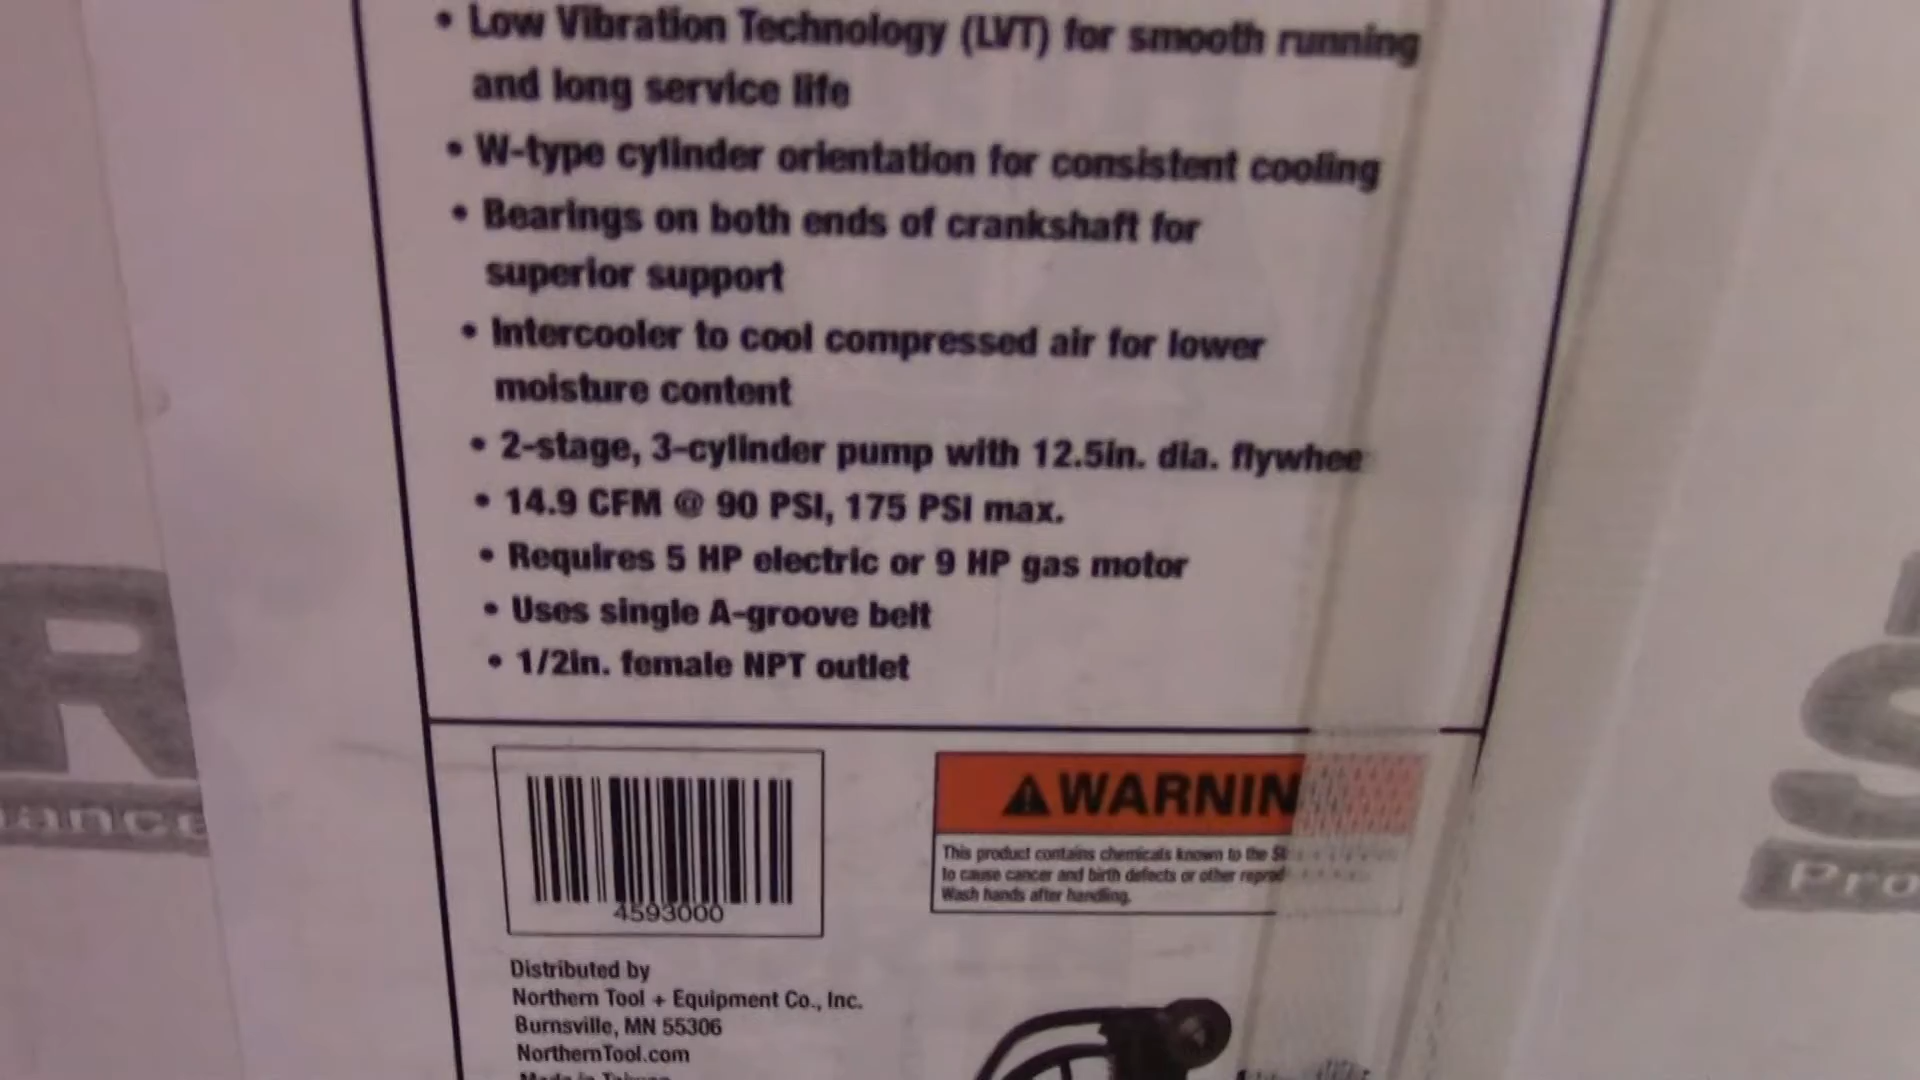 • Low Vibration Technology (LVT) for smooth running
and long service life
• W-type cylinder orientation for consistent cooling
• Bearings on both ends of crankshaft for
superior support
• Intercooler to cool compressed air for lower
moisture content
• 2-stage, 3-cylinder pump with 12.5in. dia. flywhee
• 14.9 CFM @ 90 PSI, 175 PSI max.
• Requires 5 HP electric or 9 HP gas motor
• Uses single A-groove belt
• 1/2in. female NPT outlet
R
ance
S
Pro
4593000
WARNIN
This product contains chemicals known to the
to cause cancer and birth defects or other
Wash hands after handling.
Distributed by
Northern Tool + Equipment Co., Inc.
Burnsville, MN 55306
NorthernTool.com
Made in